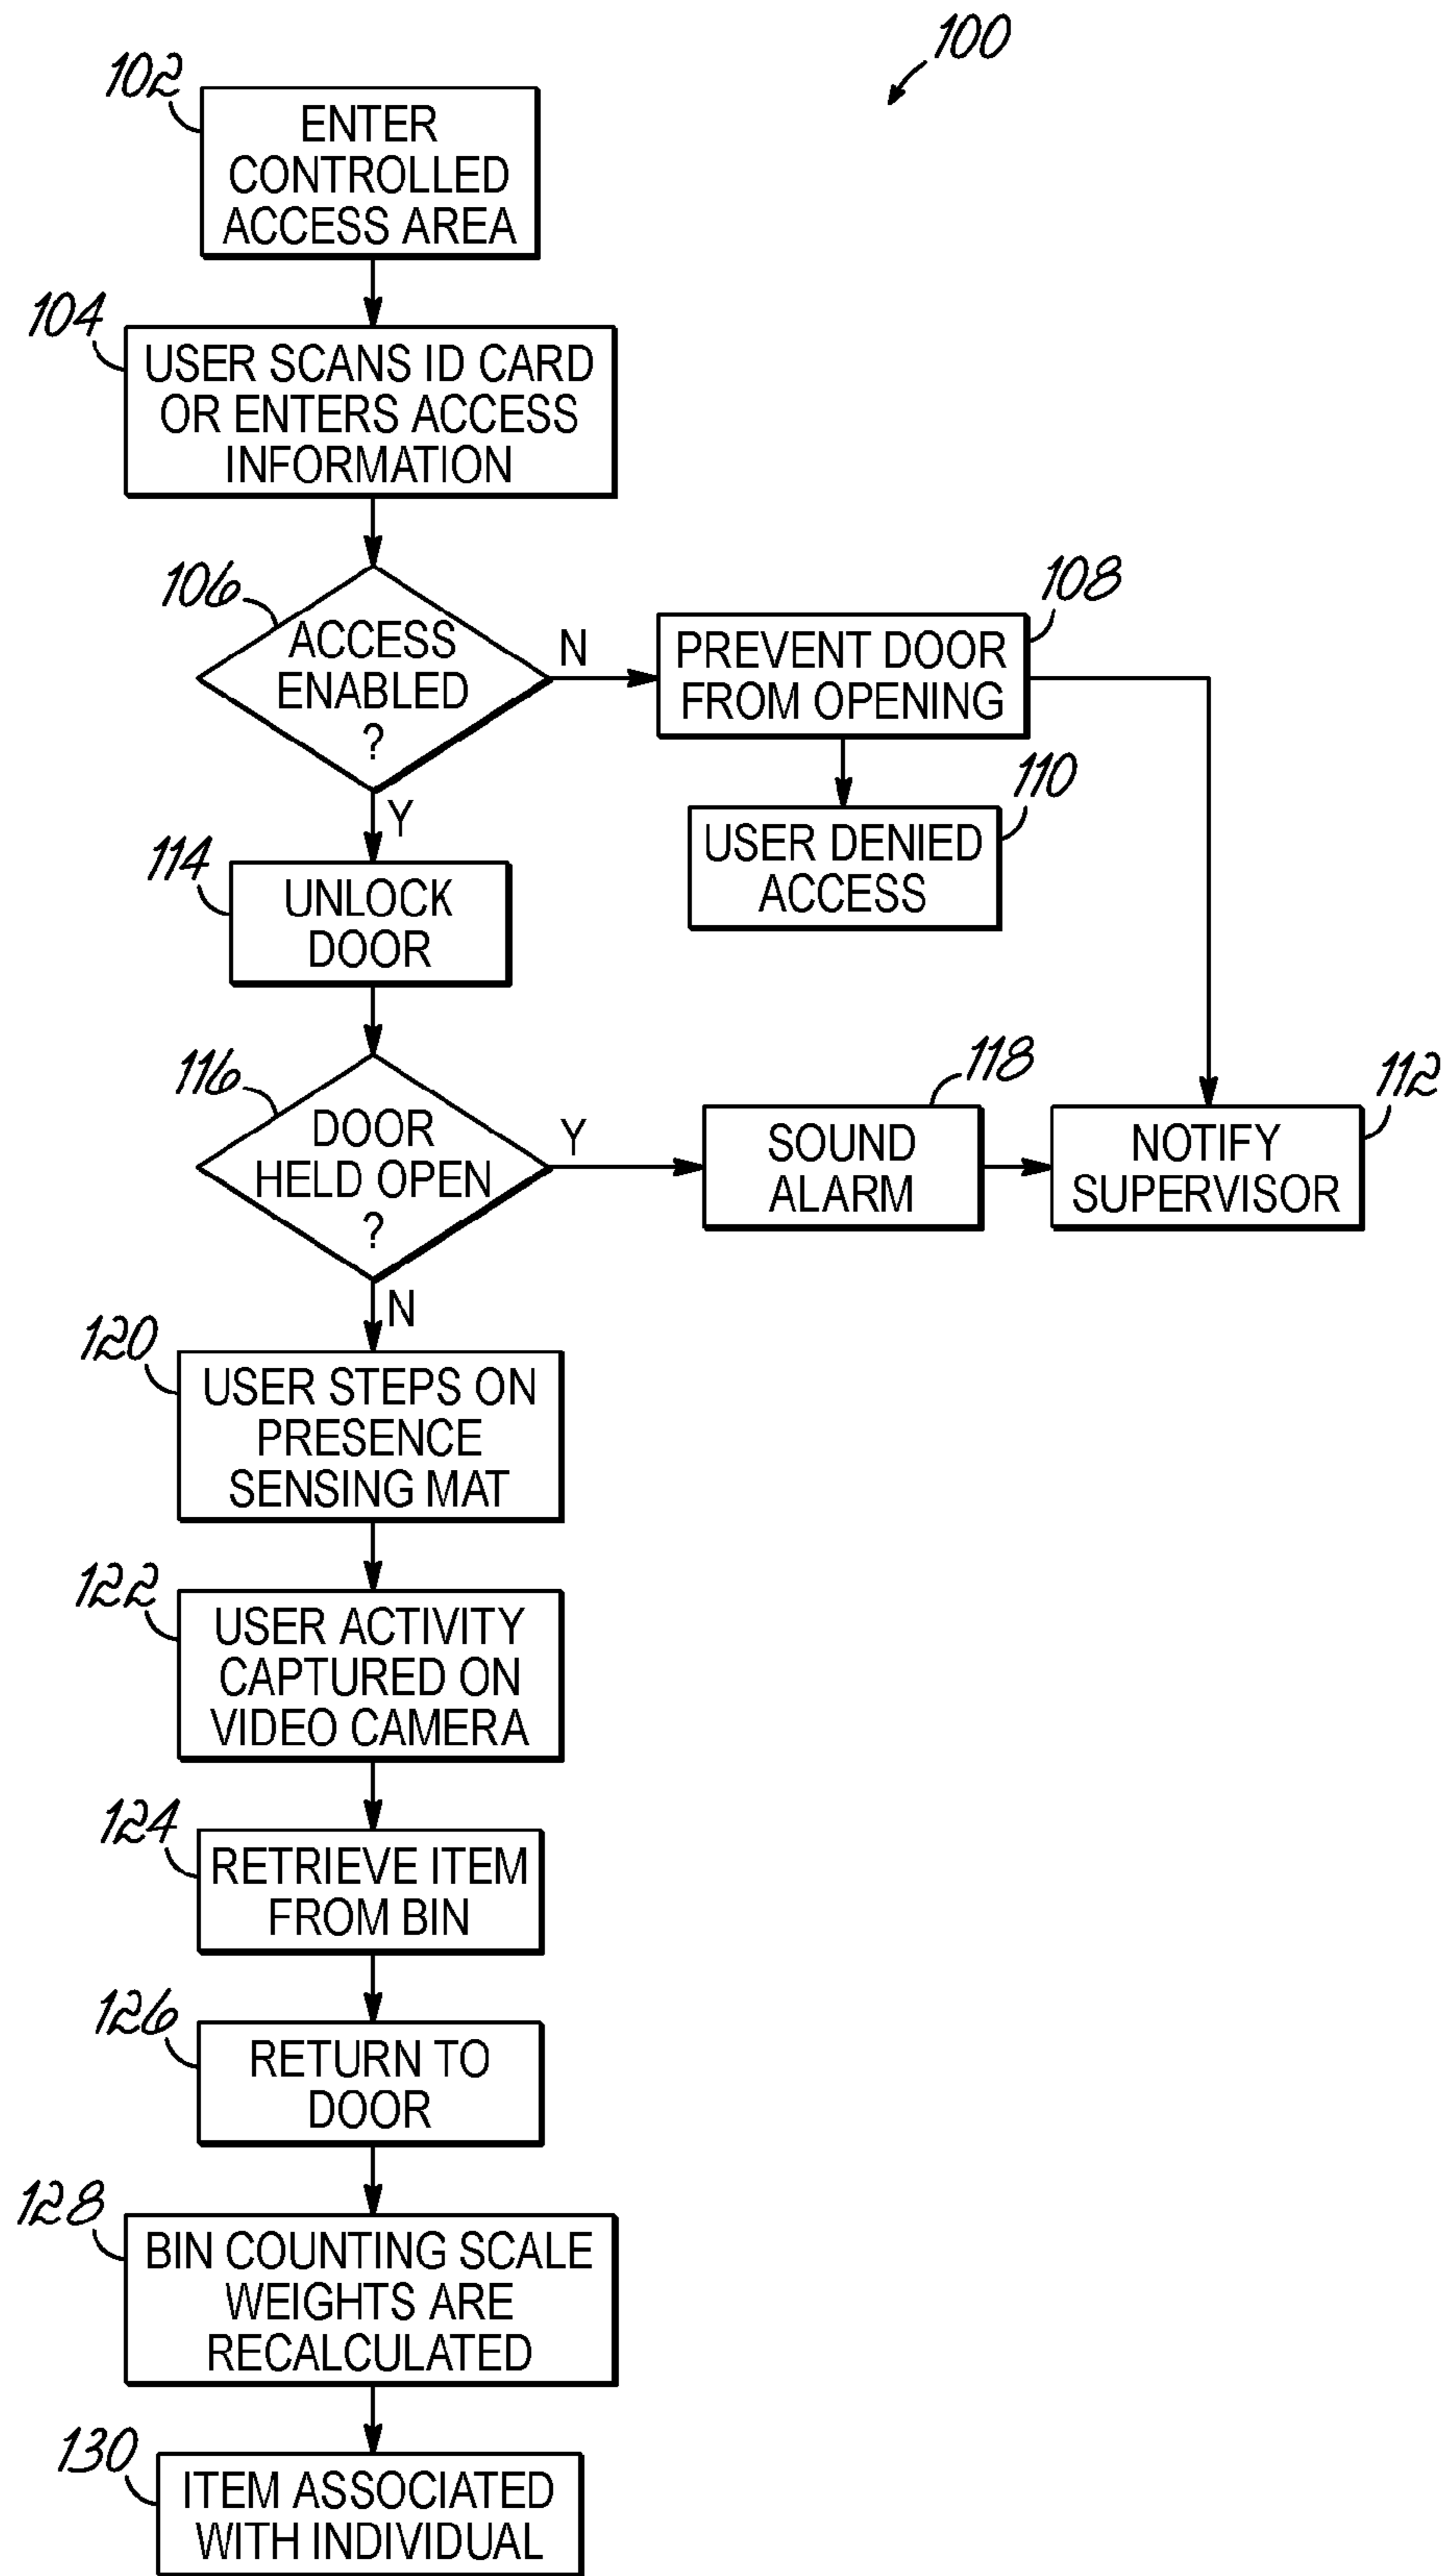 100
102
ENTER
CONTROLLED
ACCESS AREA
104
USER SCANS ID CARD
OR ENTERS ACCESS
INFORMATION
106
ACCESS
ENABLED
?
N
108
PREVENT DOOR
FROM OPENING
110
USER DENIED
ACCESS
Y
114
UNLOCK
DOOR
116
DOOR
HELD OPEN
?
Y
118
SOUND
ALARM
112
NOTIFY
SUPERVISOR
N
120
USER STEPS ON
PRESENCE
SENSING MAT
122
USER ACTIVITY
CAPTURED ON
VIDEO CAMERA
124
RETRIEVE ITEM
FROM BIN
126
RETURN TO
DOOR
128
BIN COUNTING SCALE
WEIGHTS ARE
RECALCULATED
130
ITEM ASSOCIATED
WITH INDIVIDUAL